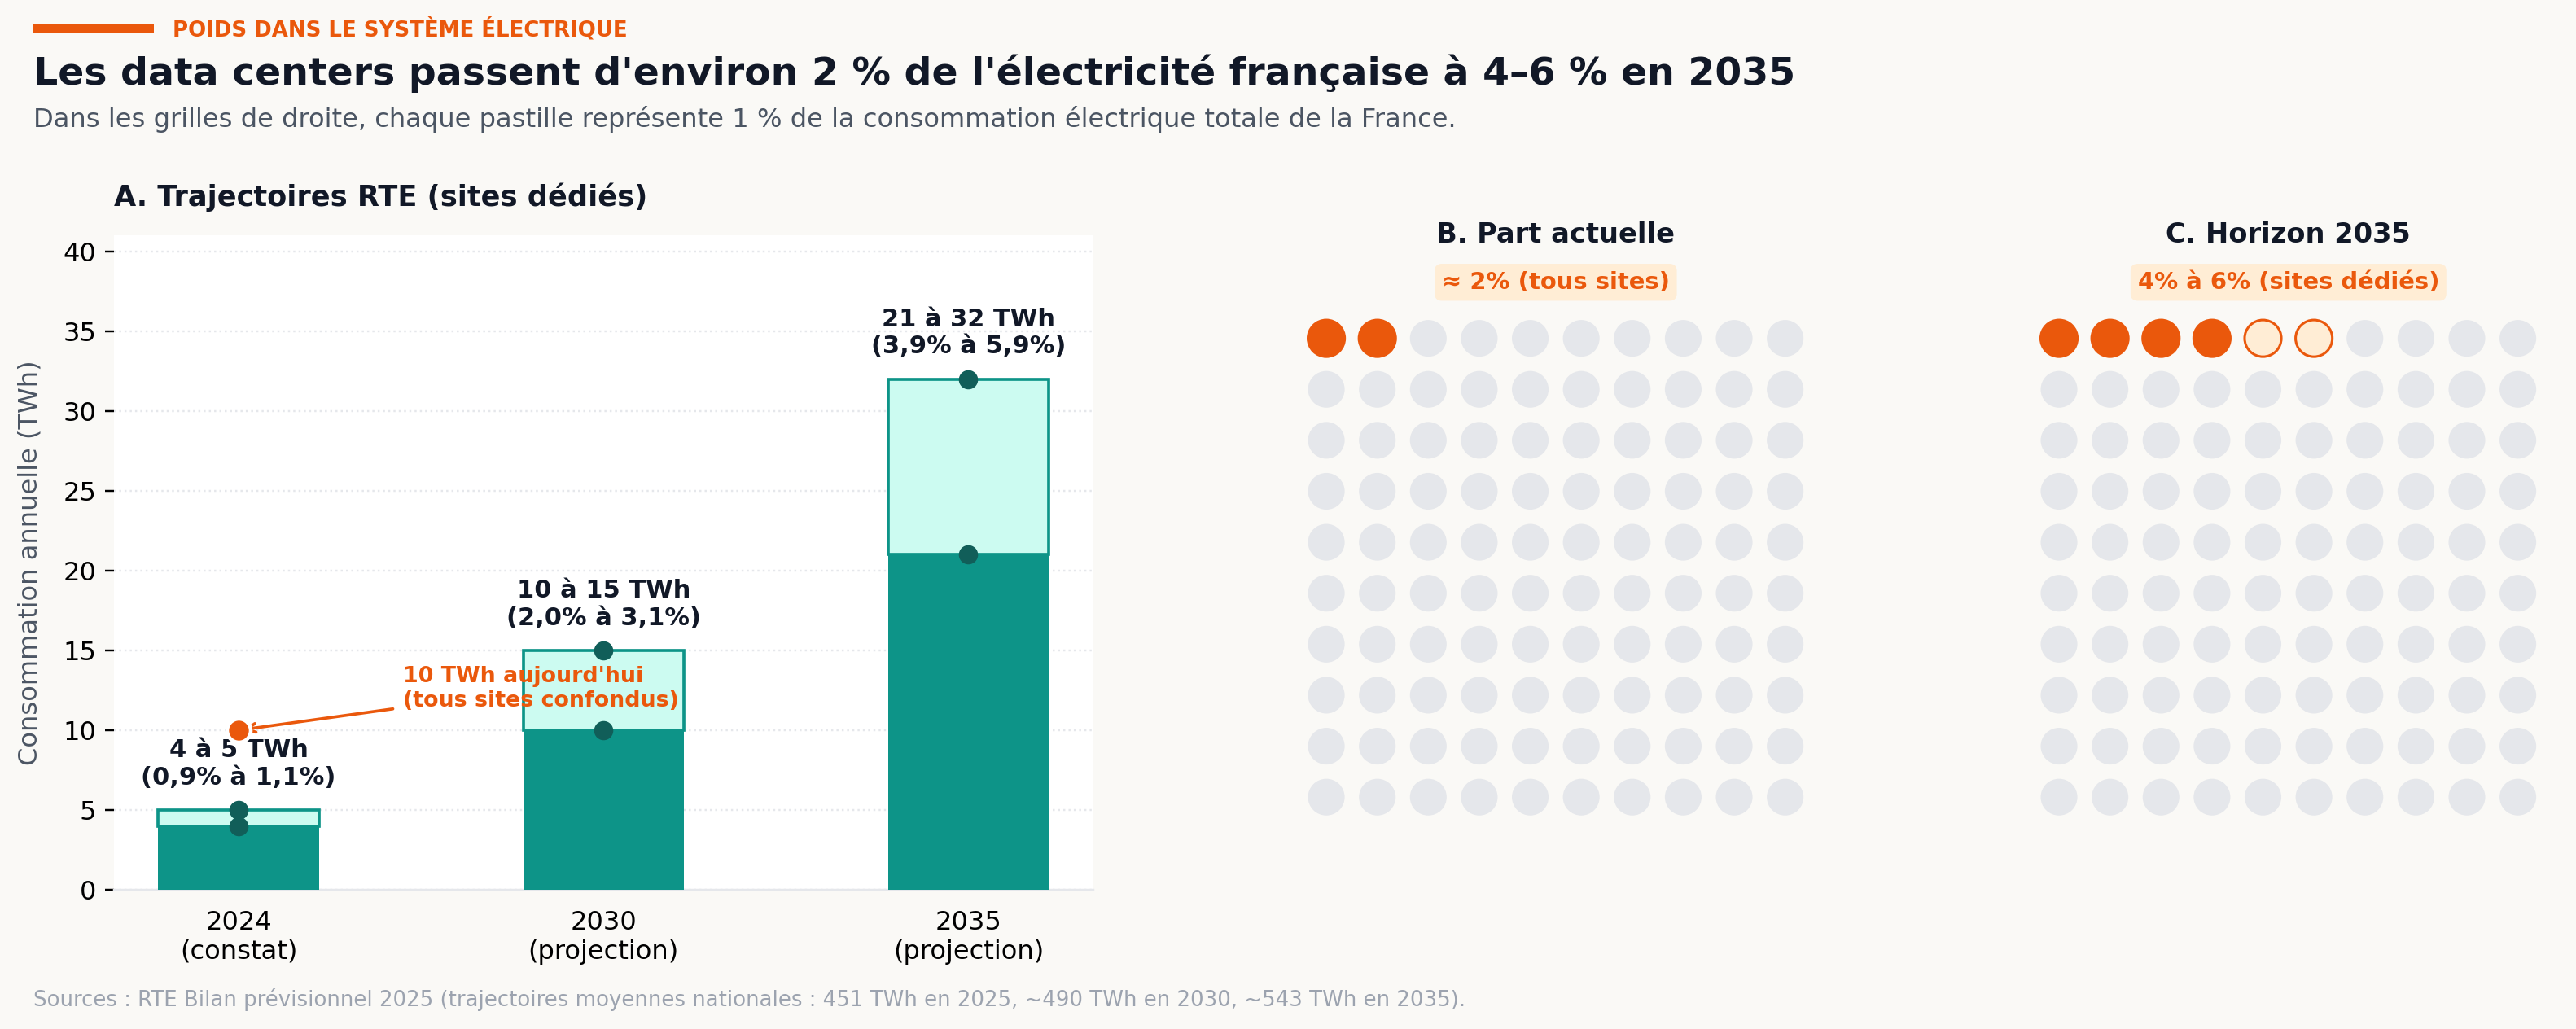 POIDS DANS LE SYSTÈME ÉLECTRIQUE
Les data centers passent d'environ 2 % de l'électricité française à 4–6 % en 2035
Dans les grilles de droite, chaque pastille représente 1 % de la consommation électrique totale de la France.
A. Trajectoires RTE (sites dédiés)
Consommation annuelle (TWh)
40
35
30
25
20
15
10
5
0
4 à 5 TWh
(0,9% à 1,1%)
10 TWh aujourd'hui
(tous sites confondus)
10 à 15 TWh
(2,0% à 3,1%)
21 à 32 TWh
(3,9% à 5,9%)
2024
(constat)
2030
(projection)
2035
(projection)
B. Part actuelle
≈ 2% (tous sites)
C. Horizon 2035
4% à 6% (sites dédiés)
Sources : RTE Bilan prévisionnel 2025 (trajectoires moyennes nationales : 451 TWh en 2025, ~490 TWh en 2030, ~543 TWh en 2035).